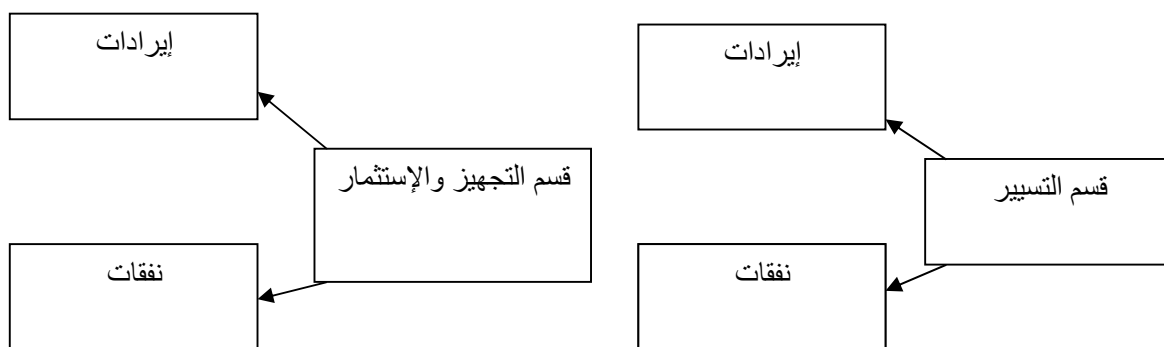 إيرادات
قسم التسيير
نفقات
إيرادات
قسم التجهيز والإستثمار
نفقات